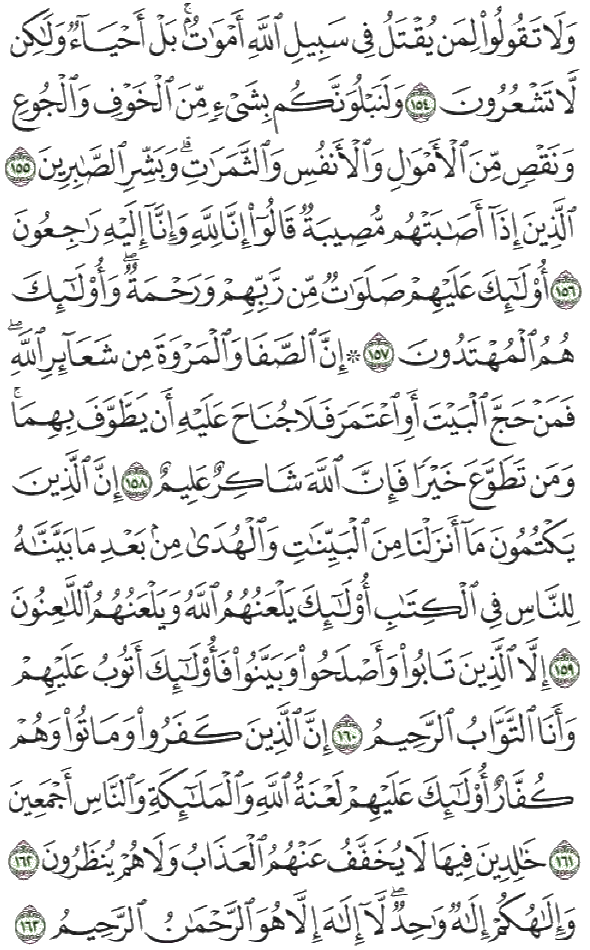 وَلَا تَقُولُوا۟ لِمَن يُقْتَلُ فِى سَبِيلِ ٱللَّهِ أَمْوَٰتٌۢ ۚ بَلْ أَحْيَآءٌ وَلَٰكِن
لَّا تَشْعُرُونَ ١٥٤ وَلَنَبْلُوَنَّكُم بِشَىْءٍ مِّنَ ٱلْخَوْفِ وَٱلْجُوعِ
وَنَقْصٍ مِّنَ ٱلْأَمْوَٰلِ وَٱلْأَنفُسِ وَٱلثَّمَرَٰتِ ۗ وَبَشِّرِ ٱلصَّٰبِرِينَ ١٥٥
ٱلَّذِينَ إِذَآ أَصَٰبَتْهُم مُّصِيبَةٌ قَالُوٓا۟ إِنَّا لِلَّهِ وَإِنَّآ إِلَيْهِ رَٰجِعُونَ
١٥٦ أُو۟لَٰٓئِكَ عَلَيْهِمْ صَلَوَٰتٌ مِّن رَّبِّهِمْ وَرَحْمَةٌ ۖ وَأُو۟لَٰٓئِكَ
هُمُ ٱلْمُهْتَدُونَ ١٥٧ ۞ إِنَّ ٱلصَّفَا وَٱلْمَرْوَةَ مِن شَعَآئِرِ ٱللَّهِ ۖ
فَمَنْ حَجَّ ٱلْبَيْتَ أَوِ ٱعْتَمَرَ فَلَا جُنَاحَ عَلَيْهِ أَن يَطَّوَّفَ بِهِمَا ۚ
وَمَن تَطَوَّعَ خَيْرًا فَإِنَّ ٱللَّهَ شَاكِرٌ عَلِيمٌ ١٥٨ إِنَّ ٱلَّذِينَ
يَكْتُمُونَ مَآ أَنزَلْنَا مِنَ ٱلْبَيِّنَٰتِ وَٱلْهُدَىٰ مِنۢ بَعْدِ مَا بَيَّنَّٰهُ
لِلنَّاسِ فِى ٱلْكِتَٰبِ أُو۟لَٰٓئِكَ يَلْعَنُهُمُ ٱللَّهُ وَيَلْعَنُهُمُ ٱللَّٰعِنُونَ
١٥٩ إِلَّا ٱلَّذِينَ تَابُوا۟ وَأَصْلَحُوا۟ وَبَيَّنُوا۟ فَأُو۟لَٰٓئِكَ أَتُوبُ عَلَيْهِمْ
وَأَنَا ٱلتَّوَّابُ ٱلرَّحِيمُ ١٦٠ إِنَّ ٱلَّذِينَ كَفَرُوا۟ وَمَاتُوا۟ وَهُمْ
كُفَّارٌ أُو۟لَٰٓئِكَ عَلَيْهِمْ لَعْنَةُ ٱللَّهِ وَٱلْمَلَٰٓئِكَةِ وَٱلنَّاسِ أَجْمَعِينَ
١٦١ خَٰلِدِينَ فِيهَا لَا يُخَفَّفُ عَنْهُمُ ٱلْعَذَابُ وَلَا هُمْ يُنظَرُونَ ١٦٢
وَإِلَٰهُكُمْ إِلَٰهٌ وَٰحِدٌ ۖ لَّآ إِلَٰهَ إِلَّا هُوَ ٱلرَّحْمَٰنُ ٱلرَّحِيمُ ١٦٣